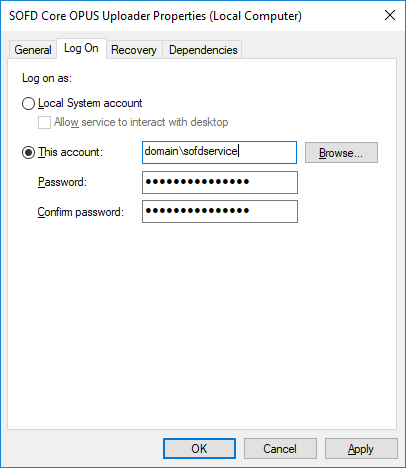 SOFD Core OPUS Uploader Properties (Local Computer)
General Log On Recovery Dependencies
Log on as:
Local System account
Allow service to interact with desktop
This account: domain\sofdservice Browse...
Password: ●●●●●●●●●●●●●●●
Confirm password: ●●●●●●●●●●●●●●●
OK Cancel Apply